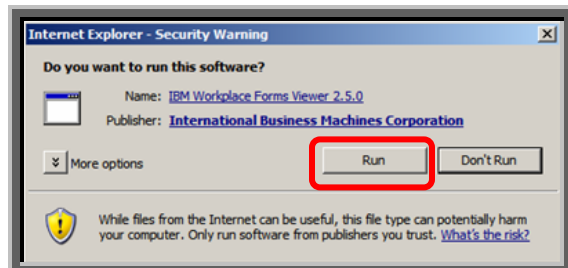 Internet Explorer - Security Warning
Do you want to run this software?
Name: IBM Workplace Forms Viewer 2.5.0
Publisher: International Business Machines Corporation
More options
Run
Don't Run
While files from the Internet can be useful, this file type can potentially harm
your computer. Only run software from publishers you trust. What's the risk?